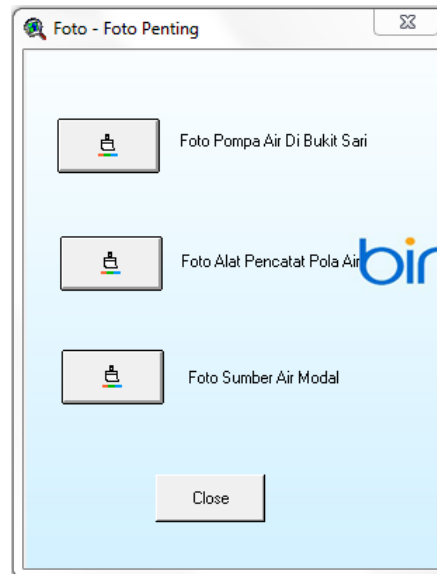 Foto - Foto Penting
Foto Pompa Air Di Bukit Sari
Foto Alat Pencatat Pola Air
bin
Foto Sumber Air Modal
Close